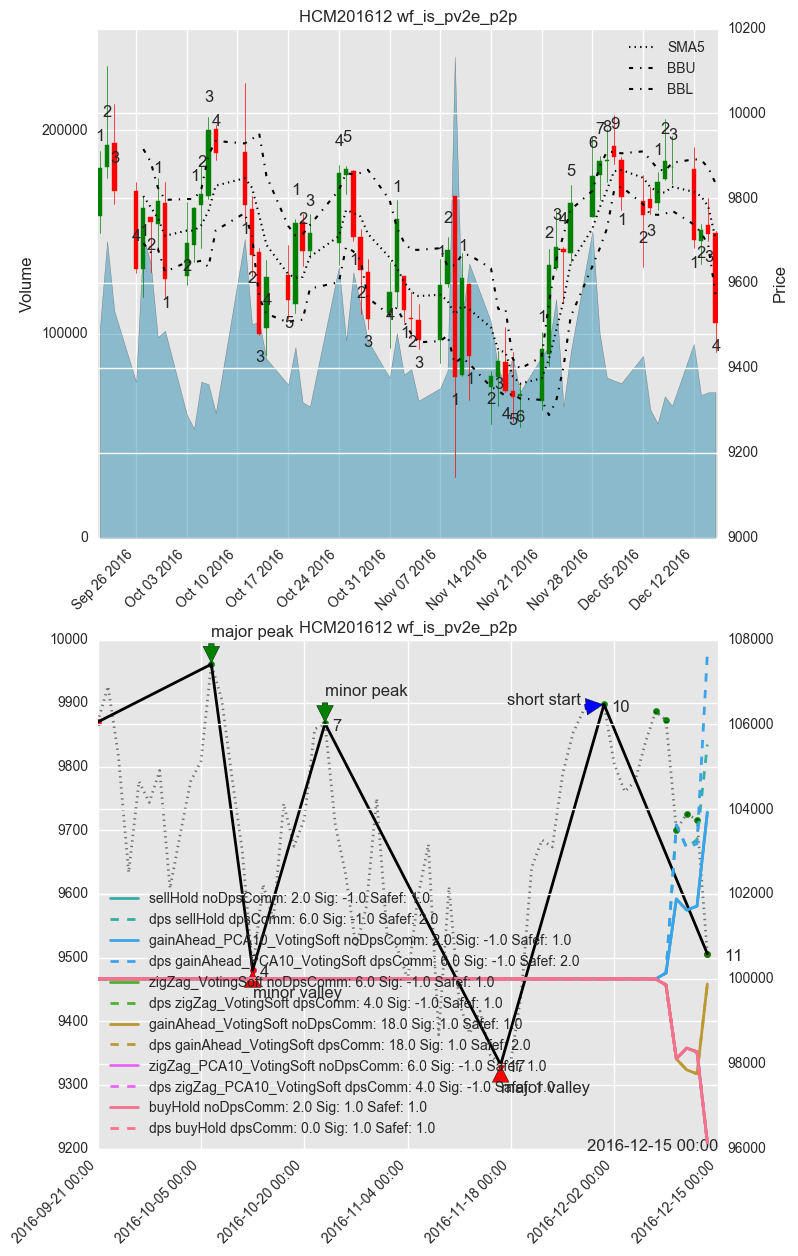 HCM201612 wf_is_pv2e_p2p
SMA5
BBU
BBL
Volume
Price
200000
100000
0
10200
10000
9800
9600
9400
9200
9000
Sep 26 2016
Oct 03 2016
Oct 10 2016
Oct 17 2016
Oct 24 2016
Oct 31 2016
Nov 07 2016
Nov 14 2016
Nov 21 2016
Nov 28 2016
Dec 05 2016
Dec 12 2016
HCM201612 wf_is_pv2e_p2p
major peak
minor peak
7
short start
10
11
4
minor valley
17
major valley
10000
9900
9800
9700
9600
9500
9400
9300
9200
108000
106000
104000
102000
100000
98000
96000
sellHold noDpsComm: 2.0 Sig: -1.0 Safef: 1.0
dps sellHold dpsComm: 6.0 Sig: -1.0 Safef: 2.0
gainAhead_PCA10_VotingSoft noDpsComm: 2.0 Sig: -1.0 Safef: 1.0
dps gainAhead_PCA10_VotingSoft dpsComm: 6.0 Sig: -1.0 Safef: 2.0
zigZag_VotingSoft noDpsComm: 6.0 Sig: -1.0 Safef: 1.0
dps zigZag_VotingSoft dpsComm: 4.0 Sig: -1.0 Safef: 1.0
gainAhead_VotingSoft noDpsComm: 18.0 Sig: 1.0 Safef: 1.0
dps gainAhead_VotingSoft dpsComm: 18.0 Sig: 1.0 Safef: 2.0
zigZag_PCA10_VotingSoft noDpsComm: 6.0 Sig: -1.0 Safef: 1.0
dps zigZag_PCA10_VotingSoft dpsComm: 4.0 Sig: -1.0 Safef: 1.0
buyHold noDpsComm: 2.0 Sig: 1.0 Safef: 1.0
dps buyHold dpsComm: 0.0 Sig: 1.0 Safef: 1.0
2016-12-15 00:00
2016-09-21 00:00
2016-10-05 00:00
2016-10-20 00:00
2016-11-04 00:00
2016-11-18 00:00
2016-12-02 00:00
2016-12-15 00:00